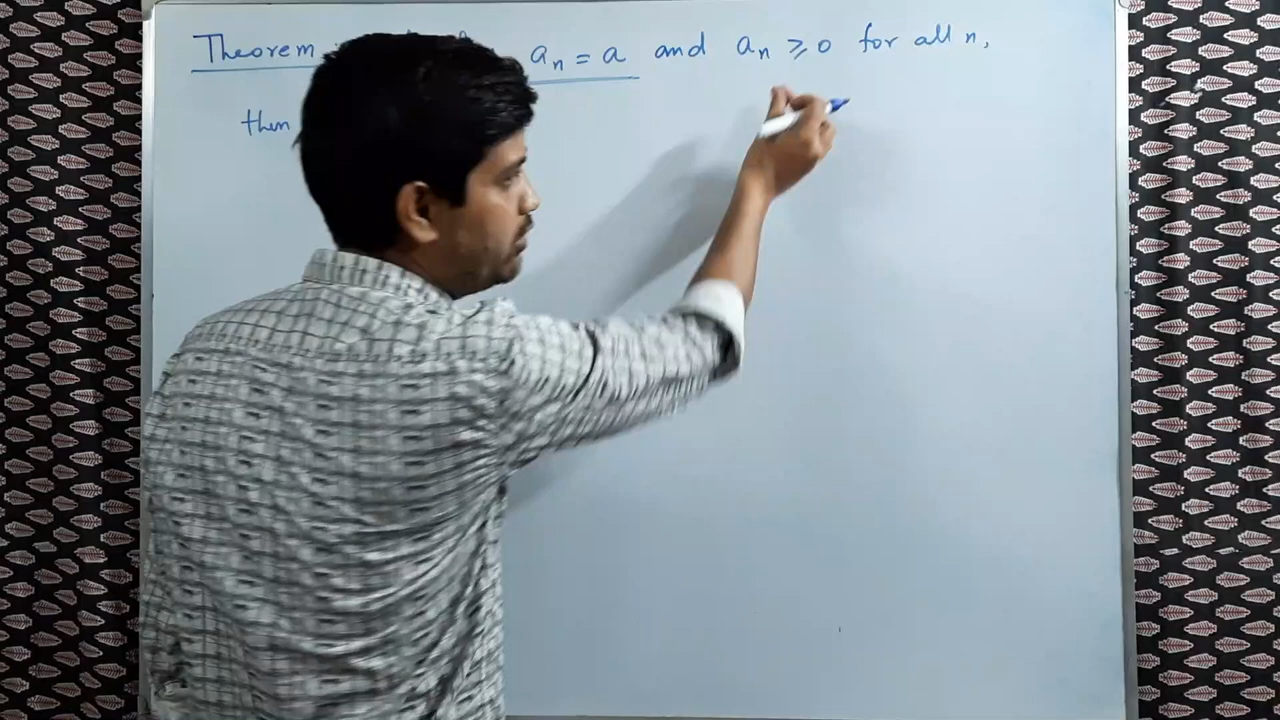 Theorem aₙ = a and aₙ ⩾ 0 for all n,
then